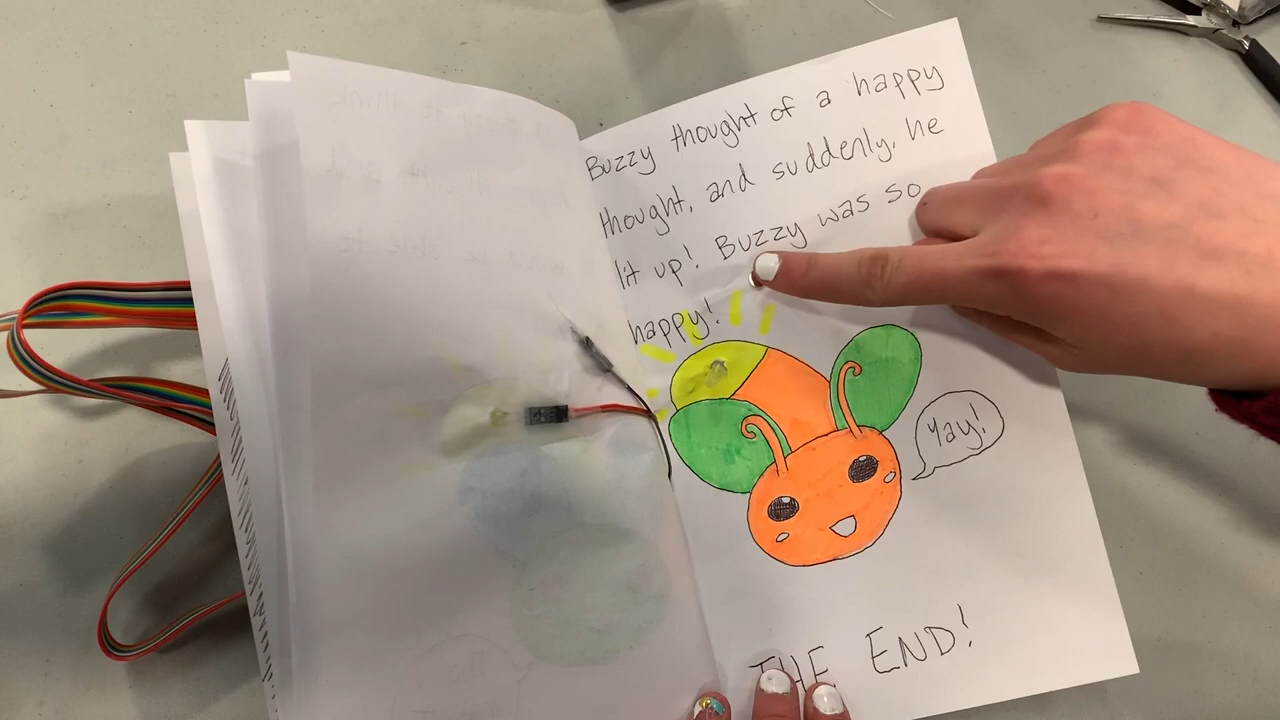 Buzzy thought of a happy
thought, and suddenly, he
lit up! Buzzy was so
happy!
Yay!
THE END!